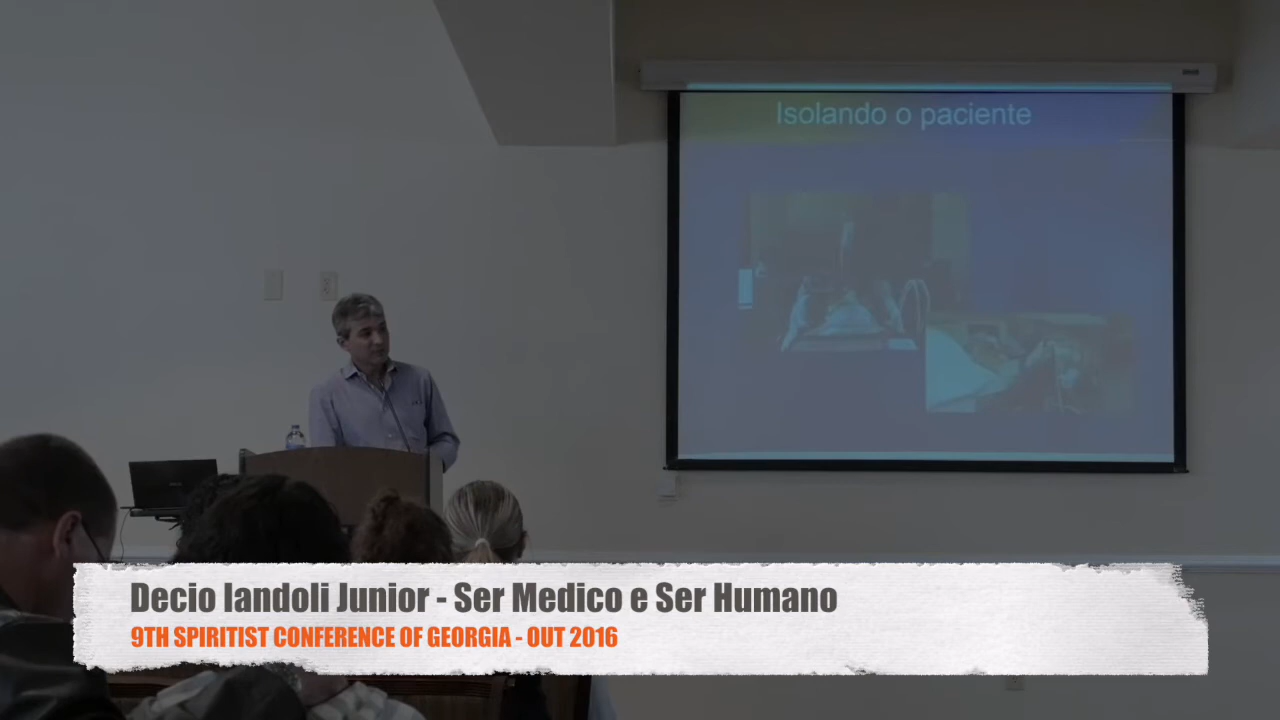 Isolando o paciente
Decio Iandoli Junior - Ser Medico e Ser Humano
9TH SPIRITIST CONFERENCE OF GEORGIA - OUT 2016